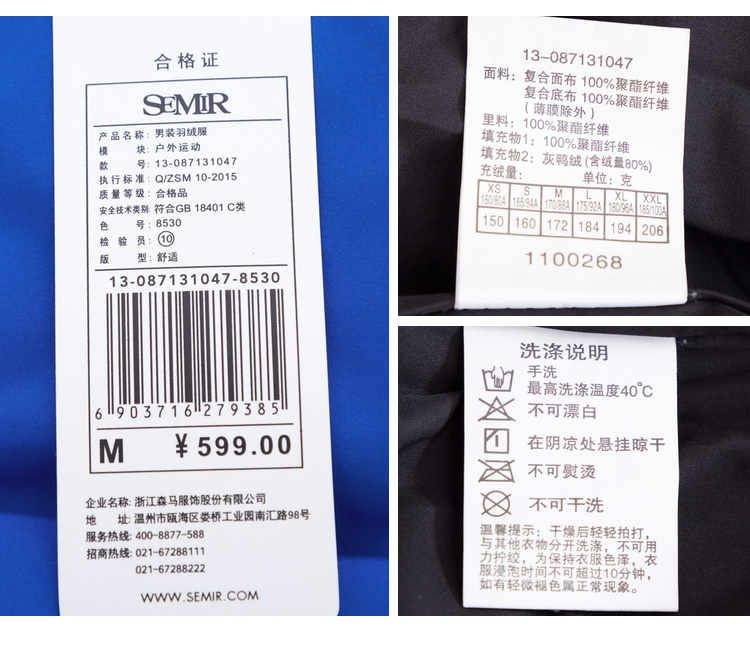 合格证
SEMIR
产品名称：男装羽绒服
模　　块：户外运动
款　　号：13-087131047
执行标准：Q/ZSM 10-2015
质量等级：合格品
安全技术类别：符合GB 18401 C类
色　　号：8530
检 验 员：⑩
版　　型：舒适
13-087131047-8530
6 903716 279385
M ￥599.00
企业名称：浙江森马服饰股份有限公司
地　　址：温州市瓯海区娄桥工业园南汇路98号
服务热线：400-8877-588
招商热线：021-67288111
021-67288222
WWW.SEMIR.COM
13-087131047
面料：复合面布 100%聚酯纤维
复合底布 100%聚酯纤维
（薄膜除外）
里料：100%聚酯纤维
填充物1：100%聚酯纤维
填充物2：灰鸭绒（含绒量80%）
充绒量：　　单位：克
XS S M L XL XXL
160/80A 165/84A 170/88A 175/92A 180/96A 185/100A
150 160 172 184 194 206
1100268
洗涤说明
手洗
最高洗涤温度40°C
不可漂白
在阴凉处悬挂晾干
不可熨烫
不可干洗
温馨提示：干燥后轻轻拍打，
与其他衣物分开洗涤，不可用
力拧绞，为保持衣服色泽，衣
服浸泡时间不可超过10分钟，
如有轻微褪色属正常现象。